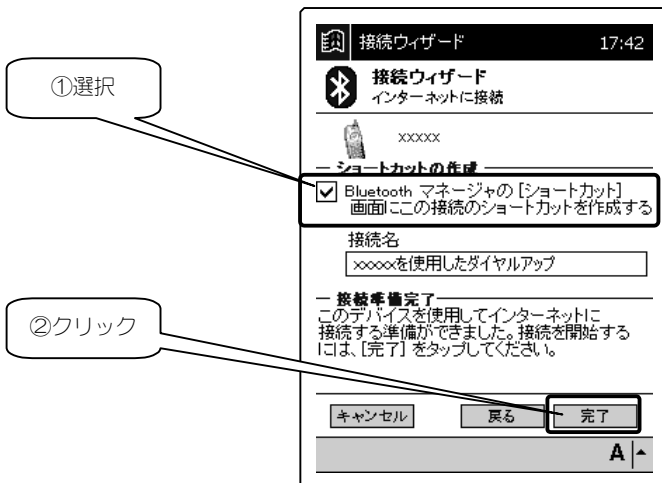 接続ウィザード 17:42
①選択
接続ウィザード
インターネットに接続
xxxxx
ショートカットの作成
Bluetooth マネージャの [ショートカット]
画面にこの接続のショートカットを作成する
接続名
xxxxxを使用したダイヤルアップ
接続準備完了
②クリック
このデバイスを使用してインターネットに
接続する準備ができました。接続を開始する
には、[完了] をタップしてください。
キャンセル 戻る 完了
A